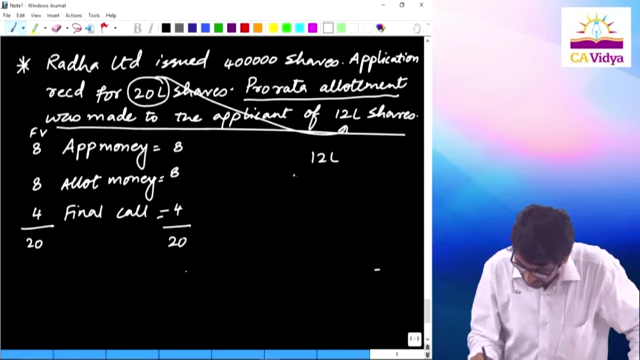 Note1 - Windows Journal
File Edit View Insert Actions Tools Help
CA Vidya
* Radha Ltd issued 400000 shares. Application
recd for 20L shares. Pro rata allotment
was made to the applicant of 12L shares.
FV
8 App money = 8
12L
8 Allot money = 8
4 Final call = 4
20 20